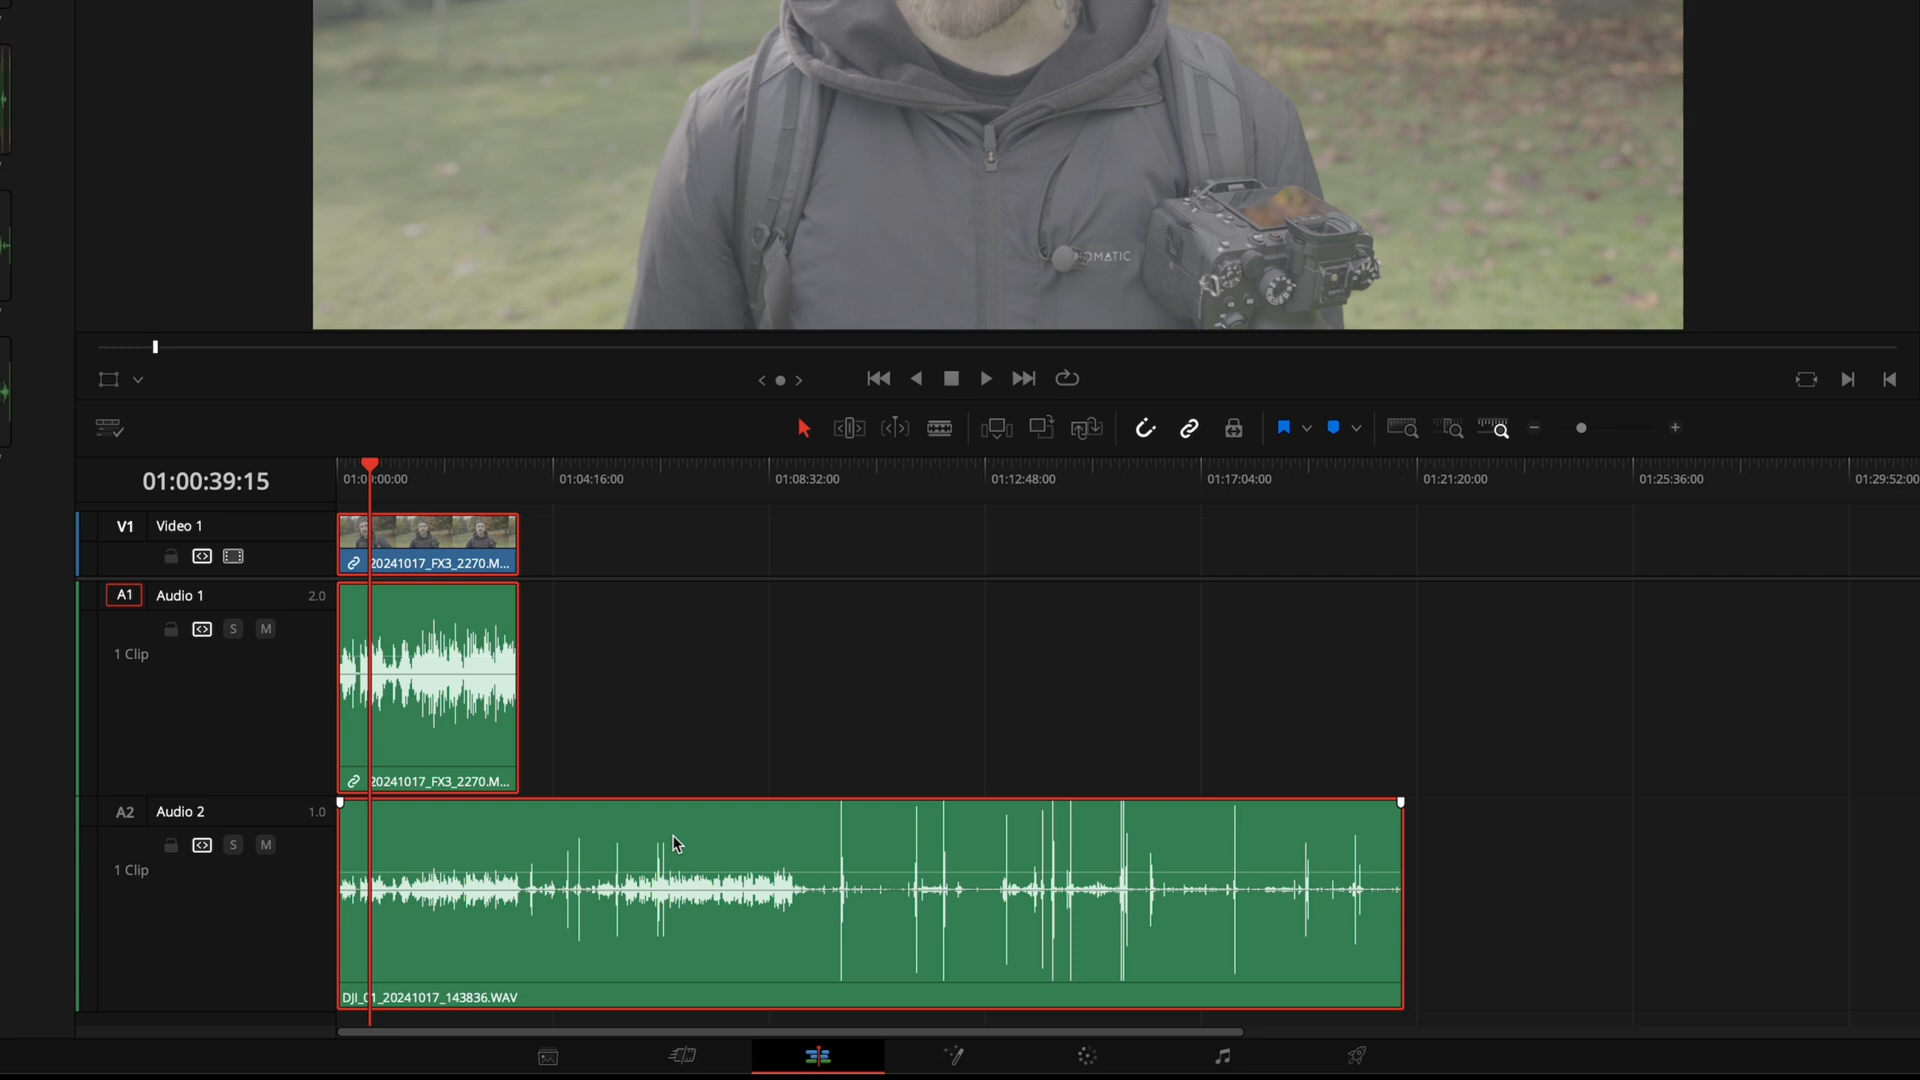 OMATIC
01:00:39:15
01:00:00:00 01:04:16:00 01:08:32:00 01:12:48:00 01:17:04:00 01:21:20:00 01:25:36:00 01:29:52:00
V1 Video 1
20241017_FX3_2270.M...
A1 Audio 1 2.0
S M
1 Clip
20241017_FX3_2270.M...
A2 Audio 2 1.0
S M
1 Clip
DJI_01_20241017_143836.WAV